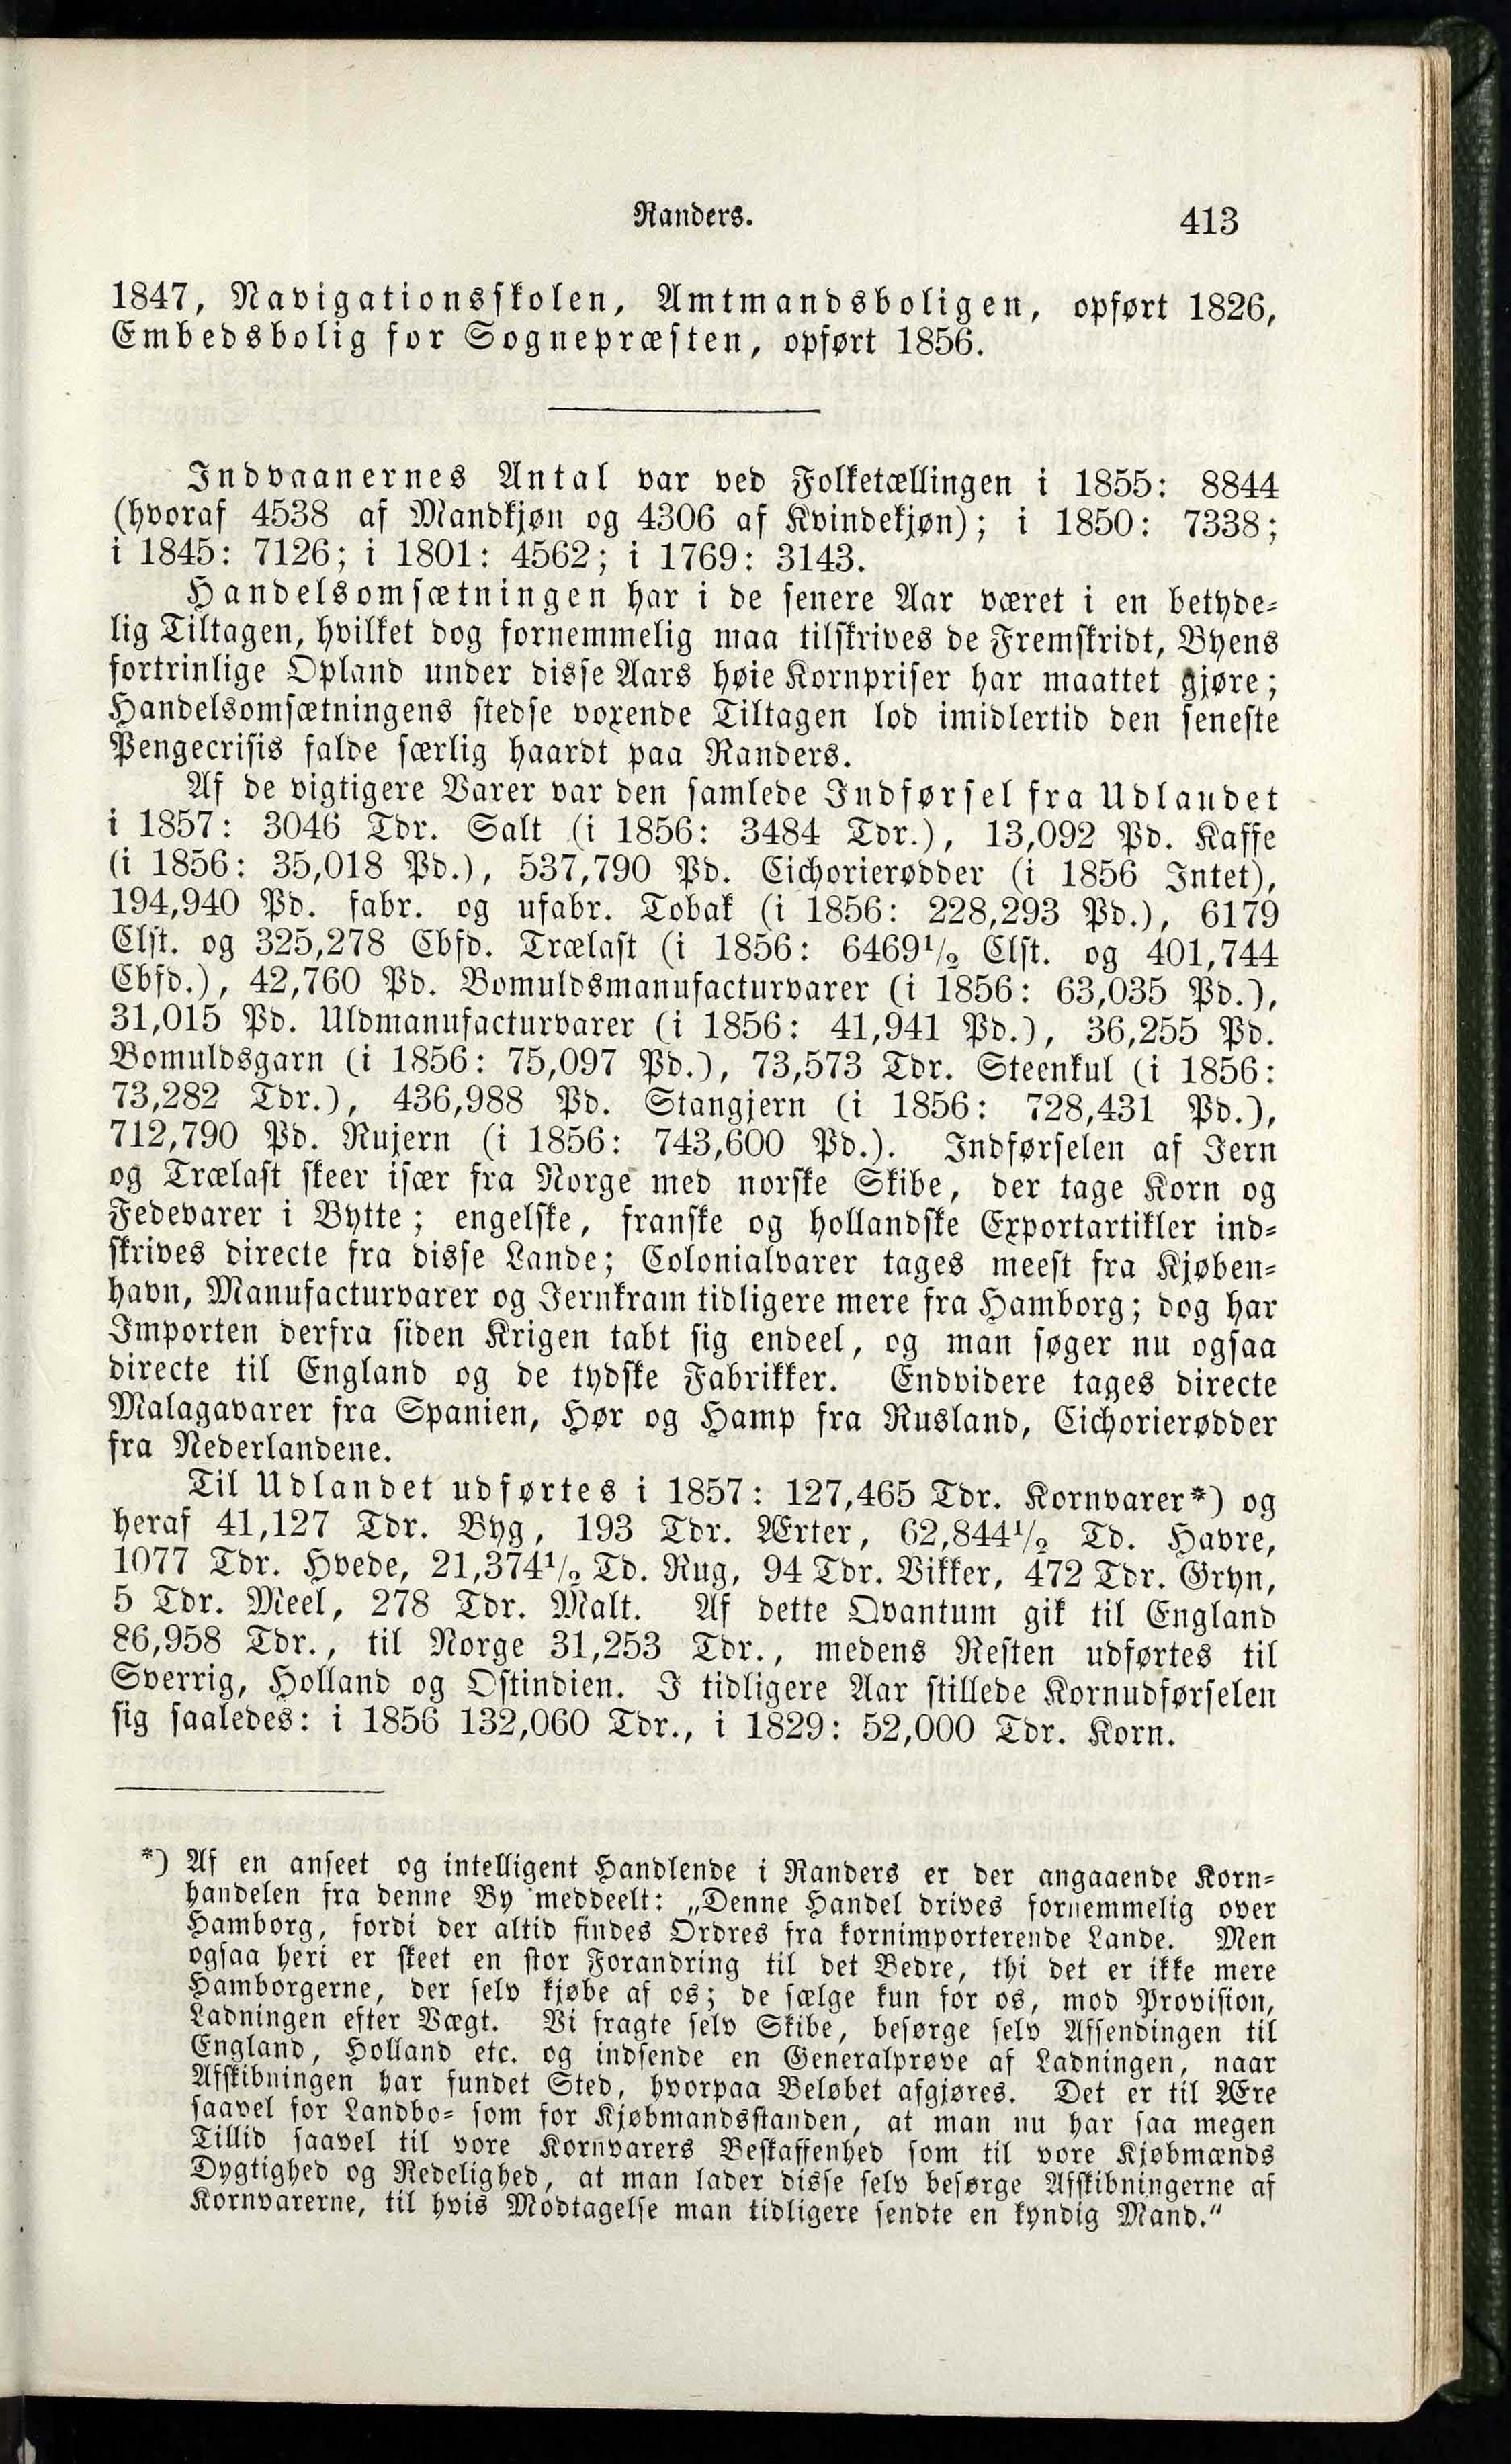 Randers. 413
1847, Navigationsskolen, Amtmandsboligen, opført 1826,
Embedsbolig for Sognepræsten, opført 1856.
Indvaanernes Antal var ved Folketællingen i 1855: 8844
(hvoraf 4538 af Mandkjøn og 4306 af Kvindekjøn); i 1850: 7338;
i 1845: 7126; i 1801: 4562; i 1769: 3143.
Handelsomsætningen har i de senere Aar været i en betyde-
lig Tiltagen, hvilket dog fornemmelig maa tilskrives de Fremskridt, Byens
fortrinlige Opland under disse Aars høie Kornpriser har maattet gjøre;
Handelsomsætningens stedse voxende Tiltagen lod imidlertid den seneste
Pengecrisis falde særlig haardt paa Randers.
Af de vigtigere Varer var den samlede Indførsel fra Udlandet
i 1857: 3046 Tdr. Salt (i 1856: 3484 Tdr.), 13,092 Pd. Kaffe
(i 1856: 35,018 Pd.), 537,790 Pd. Cichorierødder (i 1856 Intet),
194,940 Pd. fabr. og ufabr. Tobak (i 1856: 228,293 Pd.), 6179
Clst. og 325,278 Cbfd. Trælast (i 1856: 6469½ Clst. og 401,744
Cbfd.), 42,760 Pd. Bomuldsmanufacturvarer (i 1856: 63,035 Pd.),
31,015 Pd. Uldmanufacturvarer (i 1856: 41,941 Pd.), 36,255 Pd.
Bomuldsgarn (i 1856: 75,097 Pd.), 73,573 Tdr. Steenkul (i 1856:
73,282 Tdr.), 436,988 Pd. Stangjern (i 1856: 728,431 Pd.),
712,790 Pd. Rujern (i 1856: 743,600 Pd.). Indførselen af Jern
og Trælast skeer især fra Norge med norske Skibe, der tage Korn og
Fedevarer i Bytte; engelske, franske og hollandske Exportartikler ind-
skrives directe fra disse Lande; Colonialvarer tages meest fra Kjøben-
havn, Manufacturvarer og Jernkram tidligere mere fra Hamborg; dog har
Importen derfra siden Krigen tabt sig endeel, og man søger nu ogsaa
directe til England og de tydske Fabrikker. Endvidere tages directe
Malagavarer fra Spanien, Hør og Hamp fra Rusland, Cichorierødder
fra Nederlandene.
Til Udlandet udførtes i 1857: 127,465 Tdr. Kornvarer*) og
heraf 41,127 Tdr. Byg, 193 Tdr. Ærter, 62,844½ Td. Havre,
1077 Tdr. Hvede, 21,374½ Td. Rug, 94 Tdr. Vikker, 472 Tdr. Gryn,
5 Tdr. Meel, 278 Tdr. Malt. Af dette Qvantum gik til England
86,958 Tdr., til Norge 31,253 Tdr., medens Resten udførtes til
Sverrig, Holland og Ostindien. I tidligere Aar stillede Kornudførselen
sig saaledes: i 1856 132,060 Tdr., i 1829: 52,000 Tdr. Korn.
*) Af en anseet og intelligent Handlende i Randers er der angaaende Korn-
handelen fra denne By meddeelt: „Denne Handel drives fornemmelig over
Hamborg, fordi der altid findes Ordres fra kornimporterende Lande. Men
ogsaa heri er skeet en stor Forandring til det Bedre, thi det er ikke mere
Hamborgerne, der selv kjøbe af os; de sælge kun for os, mod Provision,
Ladningen efter Vægt. Vi fragte selv Skibe, besørge selv Afsendingen til
England, Holland etc. og indsende en Generalprøve af Ladningen, naar
Afskibningen har fundet Sted, hvorpaa Beløbet afgjøres. Det er til Ære
saavel for Landbo- som for Kjøbmandsstanden, at man nu har saa megen
Tillid saavel til vore Kornvarers Beskaffenhed som til vore Kjøbmænds
Dygtighed og Redelighed, at man lader disse selv besørge Afskibningerne af
Kornvarerne, til hvis Modtagelse man tidligere sendte en kyndig Mand."